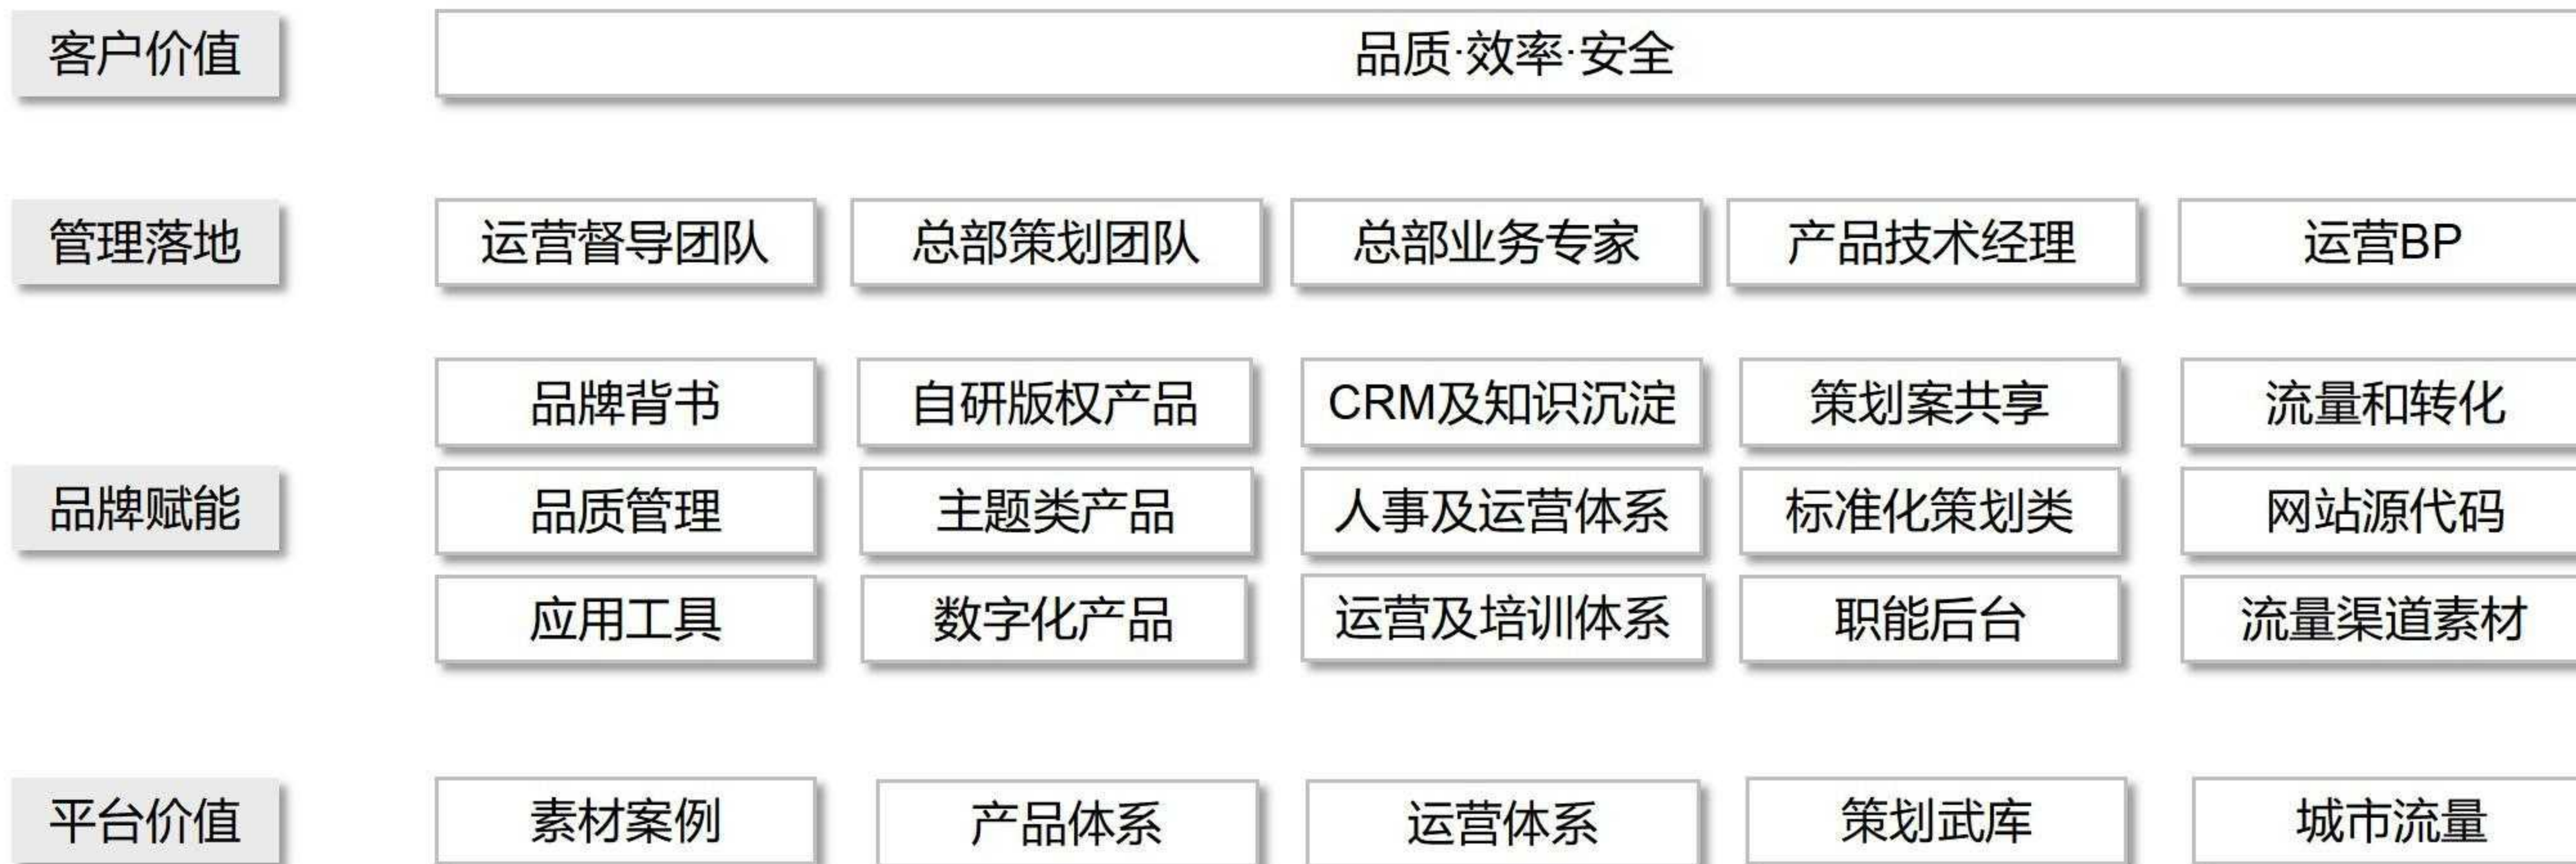 客户价值
品质·效率·安全
管理落地
运营督导团队
总部策划团队
总部业务专家
产品技术经理
运营BP
品牌背书
自研版权产品
CRM及知识沉淀
策划案共享
流量和转化
品牌赋能
品质管理
主题类产品
人事及运营体系
标准化策划类
网站源代码
应用工具
数字化产品
运营及培训体系
职能后台
流量渠道素材
平台价值
素材案例
产品体系
运营体系
策划武库
城市流量